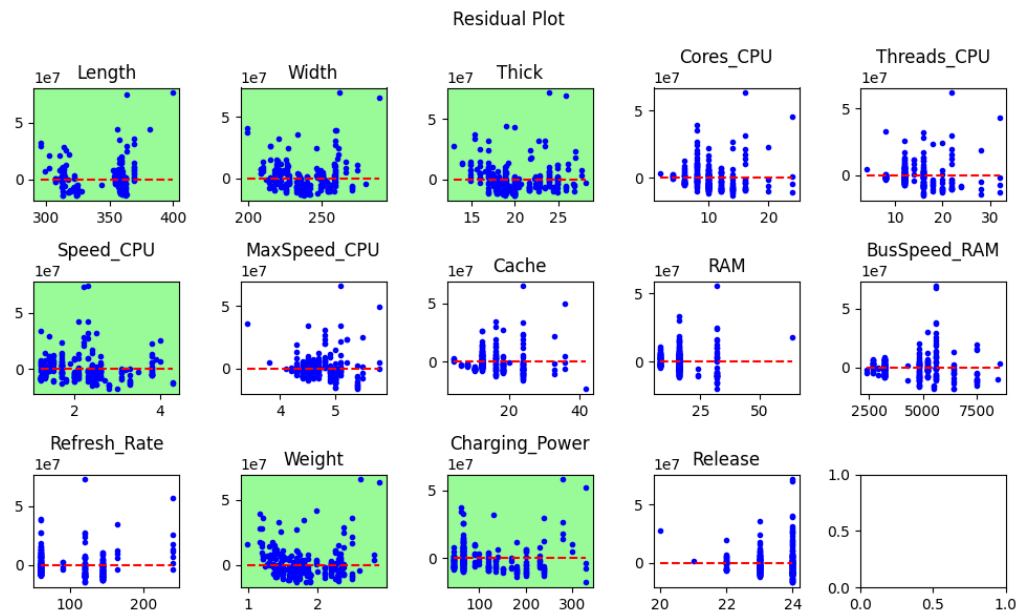 Residual Plot
Length
1e7
5
0
300 350 400
Width
1e7
5
0
200 250
Thick
1e7
5
0
15 20 25
Cores_CPU
1e7
5
0
10 20
Threads_CPU
1e7
5
0
10 20 30
Speed_CPU
1e7
5
0
2 3 4
MaxSpeed_CPU
1e7
5
0
4 5
Cache
1e7
5
0
20 40
RAM
1e7
5
0
25 50
BusSpeed_RAM
1e7
5
0
2500 5000 7500
Refresh_Rate
1e7
5
0
100 200
Weight
1e7
5
0
1 2
Charging_Power
1e7
5
0
100 200 300
Release
1e7
5
0
20 22 24
1.0
0.5
0.0
0.0 0.5 1.0